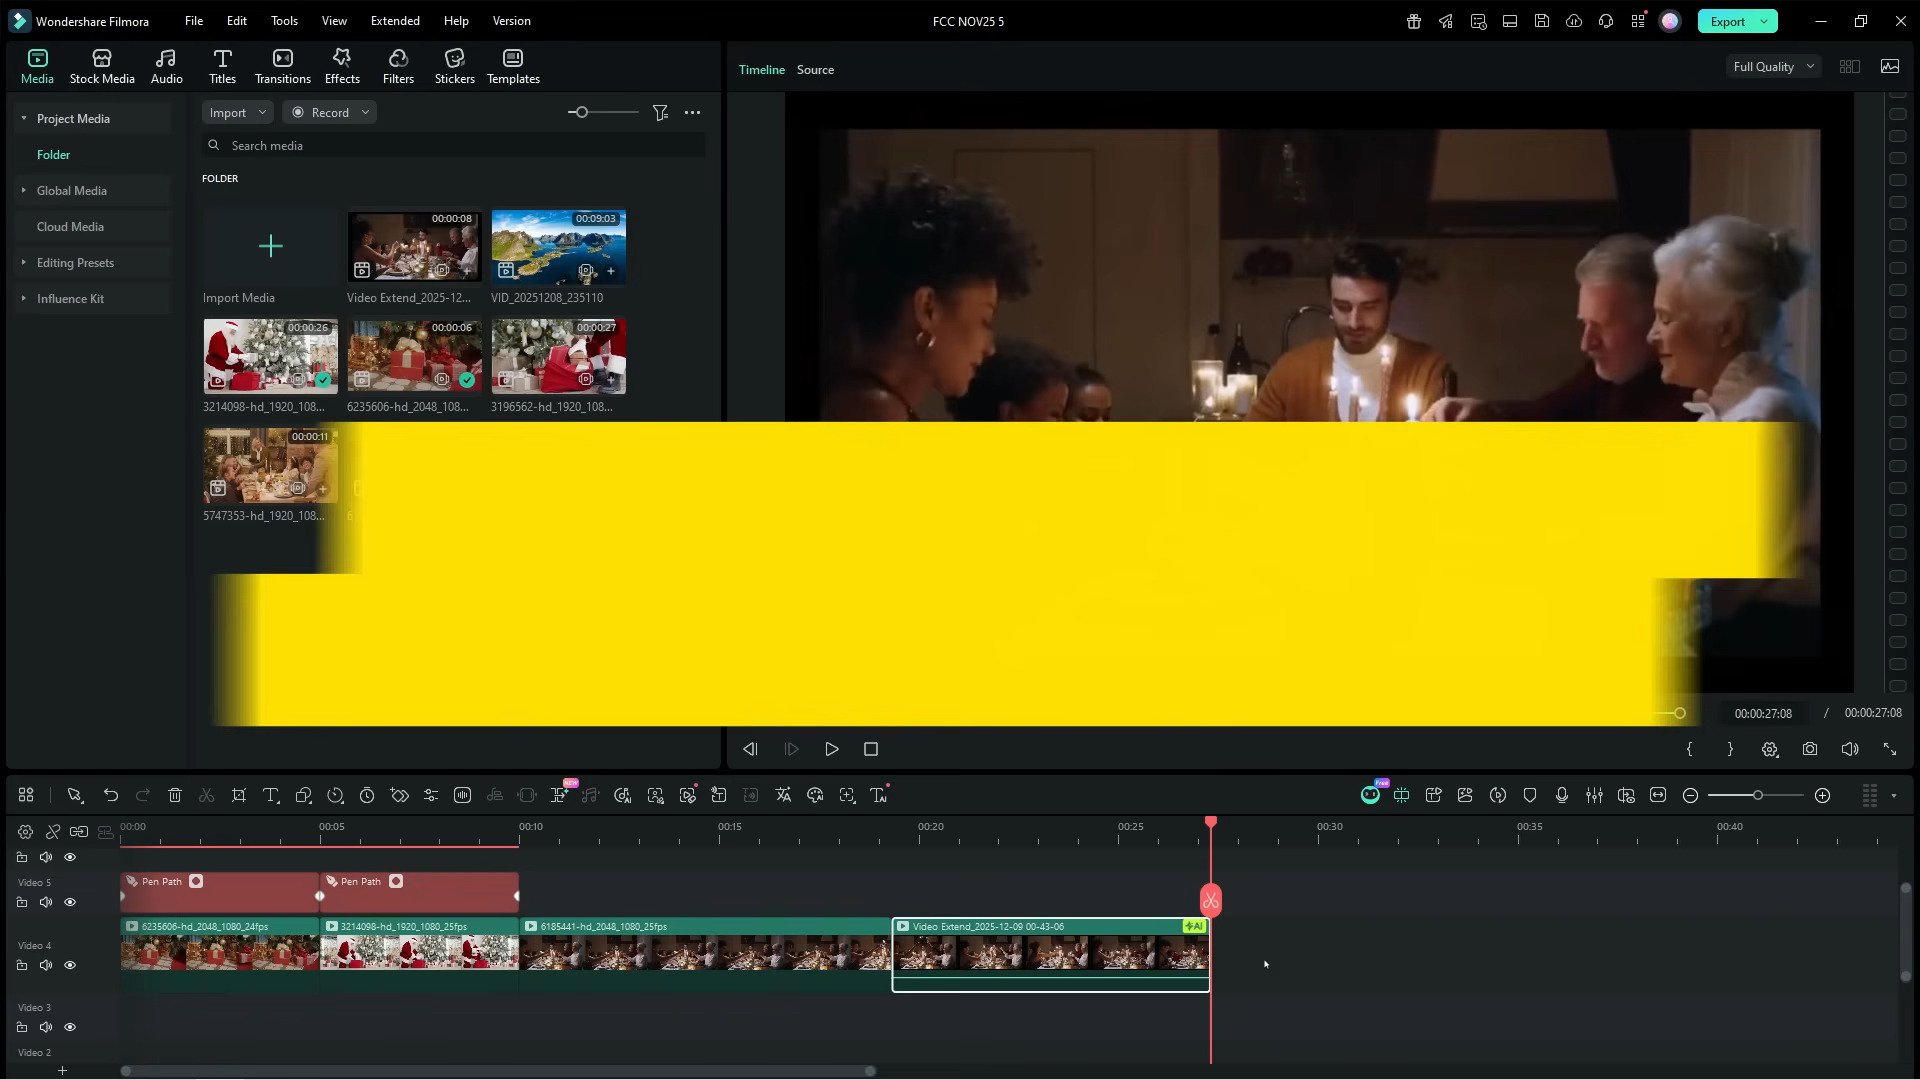 Wondershare Filmora
File
Edit
Tools
View
Extended
Help
Version
FCC NOV25 5
Export
Media
Stock Media
Audio
Titles
Transitions
Effects
Filters
Stickers
Templates
Timeline
Source
Full Quality
Project Media
Folder
Global Media
Cloud Media
Editing Presets
Influence Kit
Import
Record
Search media
FOLDER
Import Media
00:00:08
Video Extend_2025-12...
00:09:03
VID_20251208_235110
00:00:26
3214098-hd_1920_108...
00:00:06
6235606-hd_2048_108...
00:00:27
3196562-hd_1920_108...
00:00:11
5747353-hd_1920_108...
00:00:27:08 / 00:00:27:08
NEW
Free
00:00
00:05
00:10
00:15
00:20
00:25
00:30
00:35
00:40
Video 5
Pen Path
Pen Path
Video 4
6235606-hd_2048_1080_24fps
3214098-hd_1920_1080_25fps
6185441-hd_2048_1080_25fps
Video Extend_2025-12-09 00-43-06
AI
Video 3
Video 2